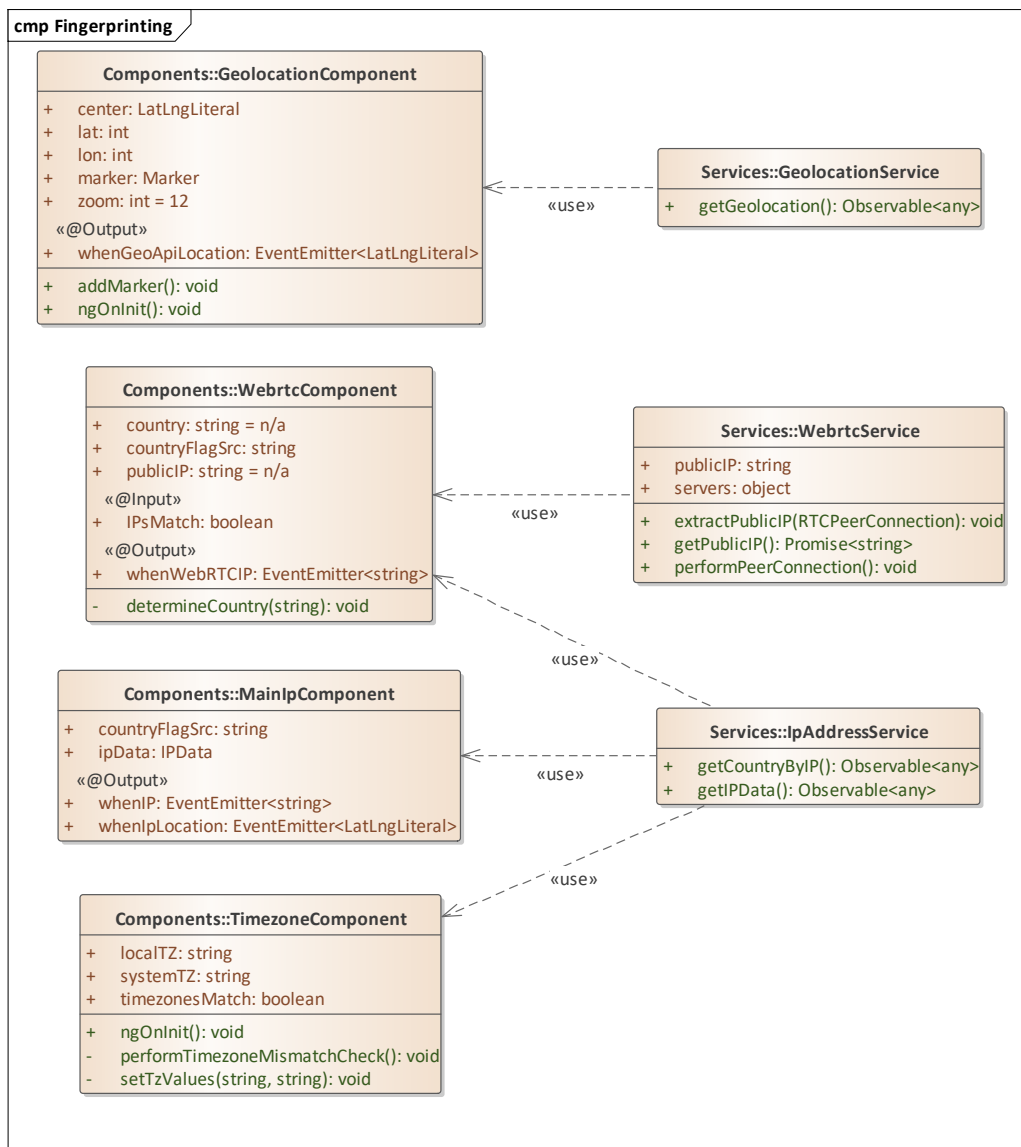 cmp Fingerprinting
Components::GeolocationComponent
+ center: LatLngLiteral
+ lat: int
+ lon: int
+ marker: Marker
+ zoom: int = 12
«@Output»
+ whenGeoApiLocation: EventEmitter<LatLngLiteral>
+ addMarker(): void
+ ngOnInit(): void
«use»
Services::GeolocationService
+ getGeolocation(): Observable<any>
Components::WebrtcComponent
+ country: string = n/a
+ countryFlagSrc: string
+ publicIP: string = n/a
«@Input»
+ IPsMatch: boolean
«@Output»
+ whenWebRTCIP: EventEmitter<string>
- determineCountry(string): void
«use»
Services::WebrtcService
+ publicIP: string
+ servers: object
+ extractPublicIP(RTCPeerConnection): void
+ getPublicIP(): Promise<string>
+ performPeerConnection(): void
«use»
Components::MainIpComponent
+ countryFlagSrc: string
+ ipData: IPData
«@Output»
+ whenIP: EventEmitter<string>
+ whenIpLocation: EventEmitter<LatLngLiteral>
«use»
Services::IpAddressService
+ getCountryByIP(): Observable<any>
+ getIPData(): Observable<any>
«use»
Components::TimezoneComponent
+ localTZ: string
+ systemTZ: string
+ timezonesMatch: boolean
+ ngOnInit(): void
- performTimezoneMismatchCheck(): void
- setTzValues(string, string): void